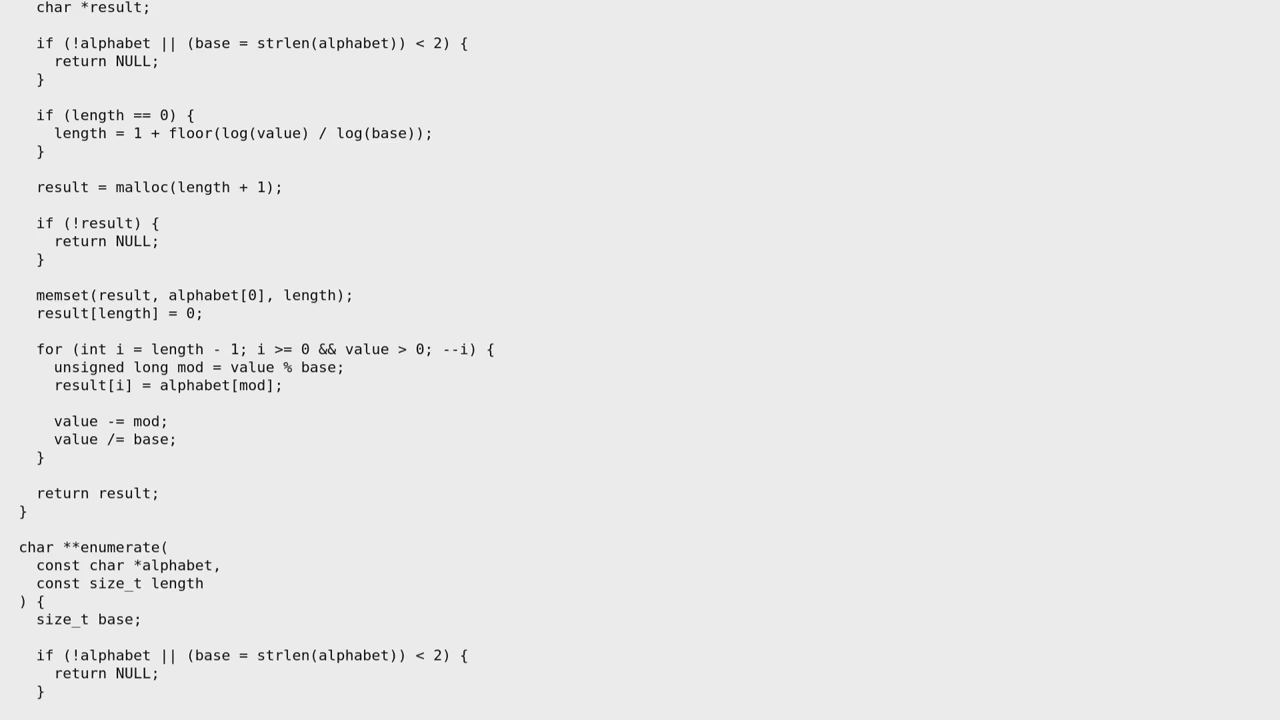 char *result;

  if (!alphabet || (base = strlen(alphabet)) < 2) {
    return NULL;
  }

  if (length == 0) {
    length = 1 + floor(log(value) / log(base));
  }

  result = malloc(length + 1);

  if (!result) {
    return NULL;
  }

  memset(result, alphabet[0], length);
  result[length] = 0;

  for (int i = length - 1; i >= 0 && value > 0; --i) {
    unsigned long mod = value % base;
    result[i] = alphabet[mod];

    value -= mod;
    value /= base;
  }

  return result;
}

char **enumerate(
  const char *alphabet,
  const size_t length
) {
  size_t base;

  if (!alphabet || (base = strlen(alphabet)) < 2) {
    return NULL;
  }